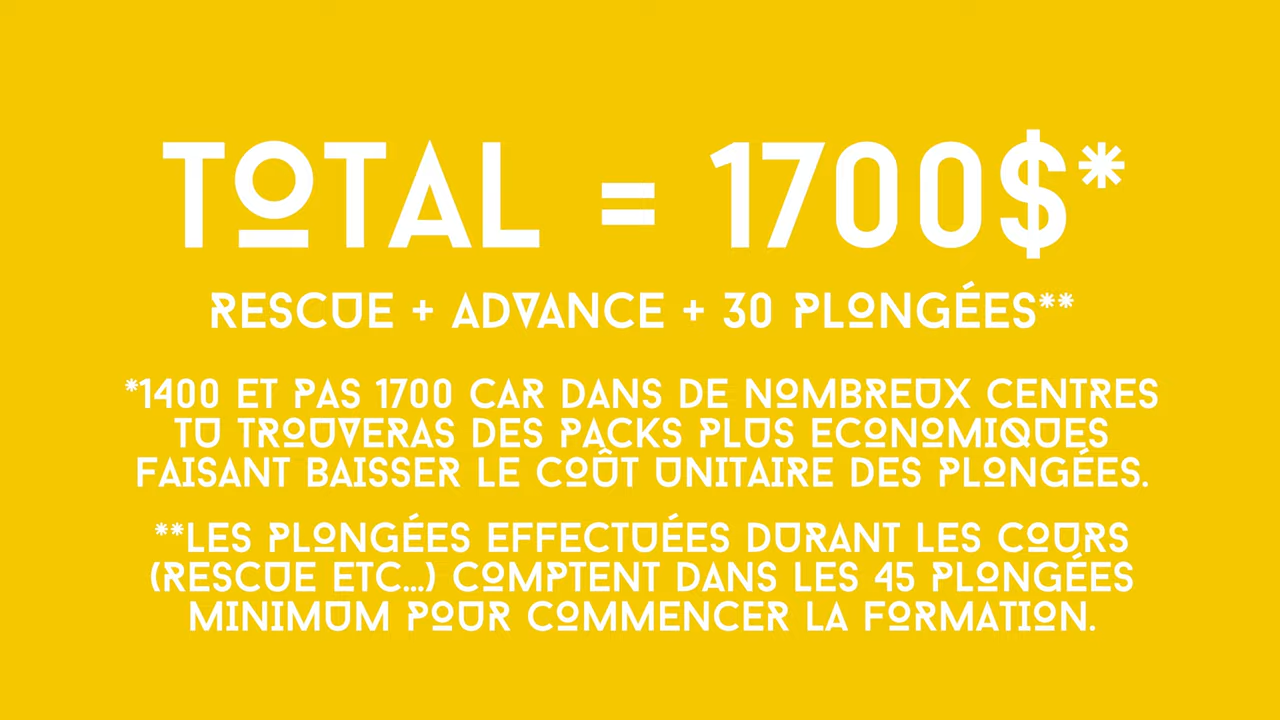 TOTAL = 1700$*
RESCUE + ADVANCE + 30 PLONGÉES**
*1400 ET PAS 1700 CAR DANS DE NOMBREUX CENTRES
TU TROUVERAS DES PACKS PLUS ECONOMIQUES
FAISANT BAISSER LE COÛT UNITAIRE DES PLONGÉES.
**LES PLONGÉES EFFECTUÉES DURANT LES COURS
(RESCUE ETC...) COMPTENT DANS LES 45 PLONGÉES
MINIMUM POUR COMMENCER LA FORMATION.